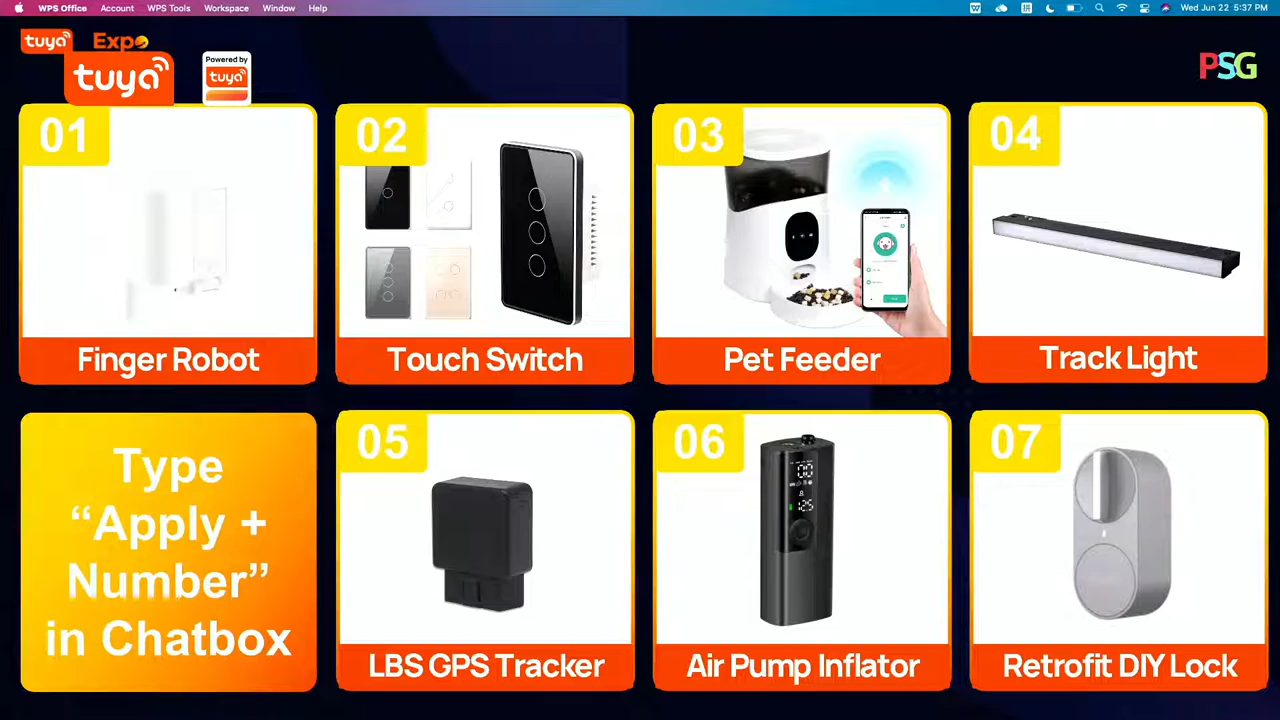 WPS Office Account WPS Tools Workspace Window Help
Wed Jun 22 5:37 PM
tuya Expo
tuya
Powered by
tuya
PSG
01
02
03
04
Finger Robot
Touch Switch
Pet Feeder
Track Light
Type
“Apply +
Number”
in Chatbox
05
06
07
00
125
LBS GPS Tracker
Air Pump Inflator
Retrofit DIY Lock